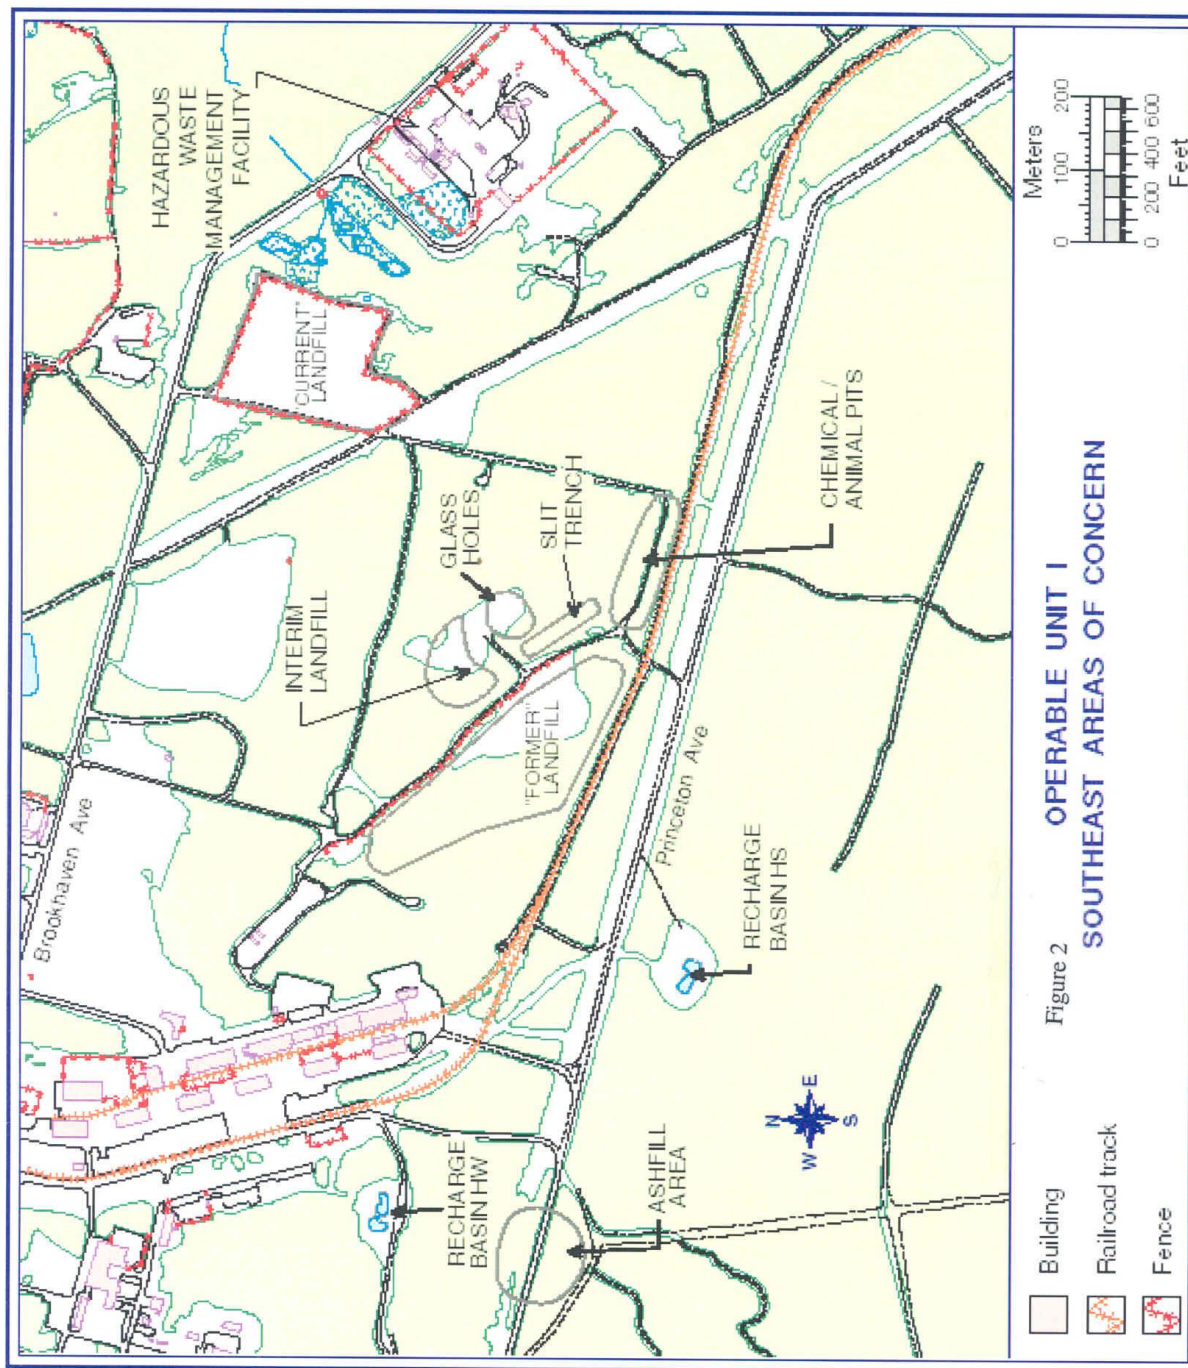 HAZARDOUS
WASTE
MANAGEMENT
FACILITY
Brookhaven Ave
"CURRENT"
LANDFILL
INTERIM
LANDFILL
GLASS
HOLES
SLIT
TRENCH
"FORMER"
LANDFILL
CHEMICAL /
ANIMAL PITS
Princeton Ave
RECHARGE
BASIN HS
RECHARGE
BASIN HW
ASHFILL
AREA
N
W E
S
Building
Railroad track
Fence
Figure 2
OPERABLE UNIT I
SOUTHEAST AREAS OF CONCERN
Meters
0 100 200
0 200 400 600
Feet